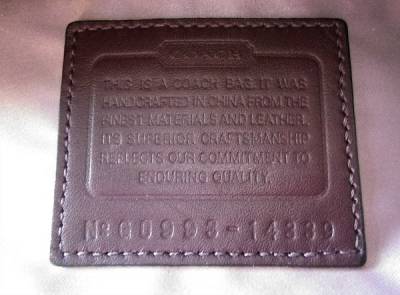 COACH
THIS IS A COACH BAG. IT WAS
HANDCRAFTED IN CHINA FROM THE
FINEST MATERIALS AND LEATHER.
ITS SUPERIOR CRAFTSMANSHIP
REFLECTS OUR COMMITMENT TO
ENDURING QUALITY.
No G0993-14339